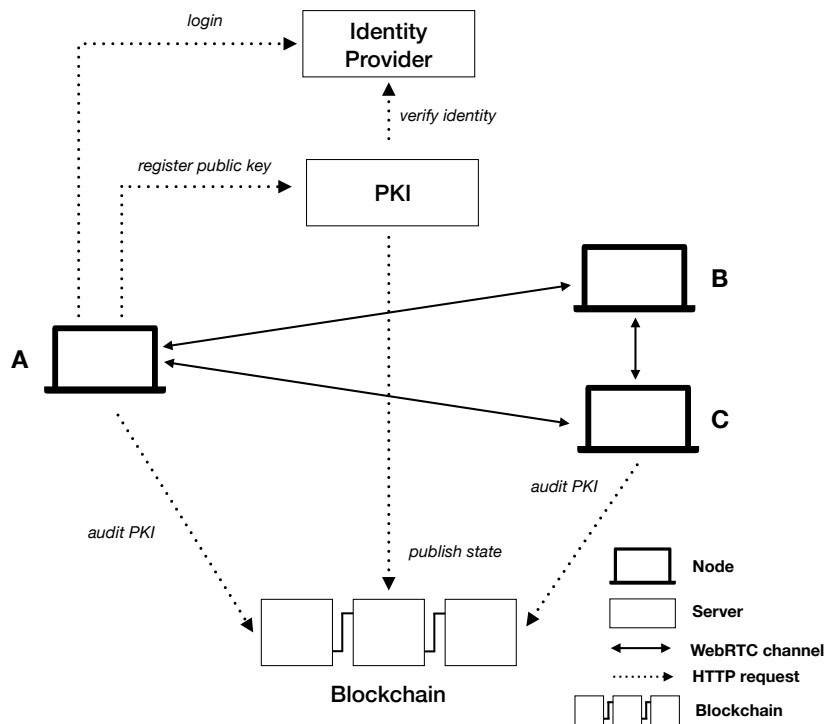 login
Identity
Provider
verify identity
register public key
PKI
B
A
C
audit PKI
audit PKI
publish state
Node
Server
WebRTC channel
HTTP request
Blockchain
Blockchain